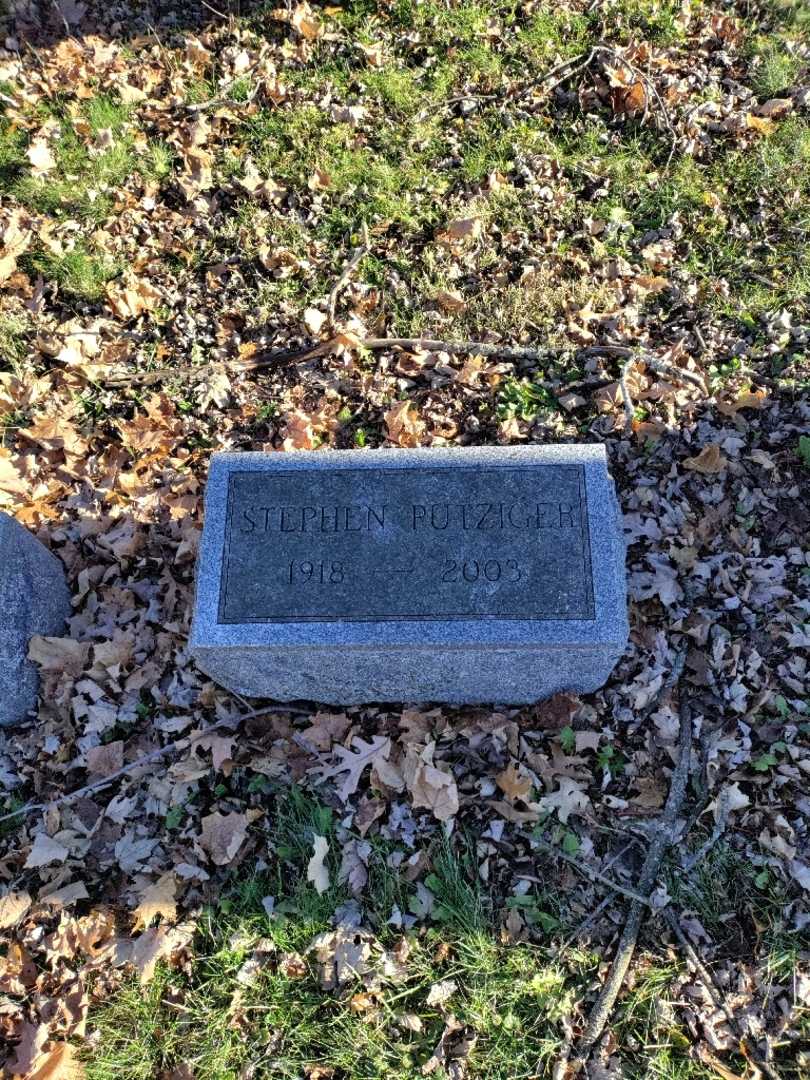 STEPHEN PUTZIGER
1918 — 2003